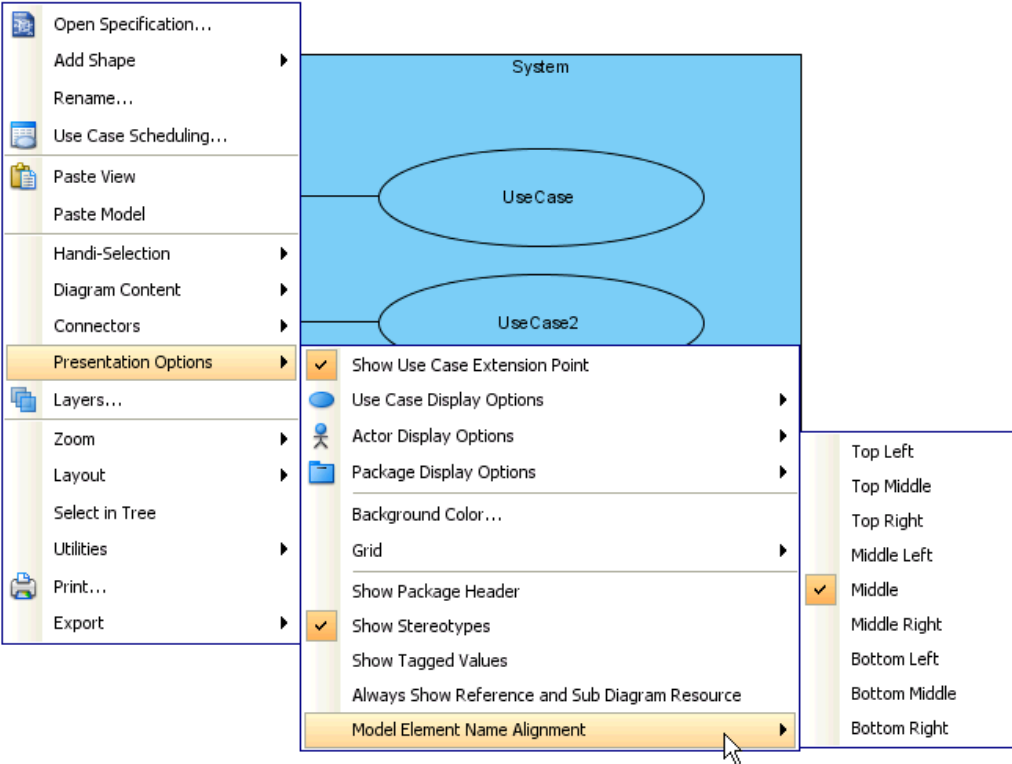 Open Specification...
Add Shape
Rename...
Use Case Scheduling...
Paste View
Paste Model
Handi-Selection
Diagram Content
Connectors
Presentation Options
Layers...
Zoom
Layout
Select in Tree
Utilities
Print...
Export
System
UseCase
UseCase2
Show Use Case Extension Point
Use Case Display Options
Actor Display Options
Package Display Options
Background Color...
Grid
Show Package Header
Show Stereotypes
Show Tagged Values
Always Show Reference and Sub Diagram Resource
Model Element Name Alignment
Top Left
Top Middle
Top Right
Middle Left
Middle
Middle Right
Bottom Left
Bottom Middle
Bottom Right